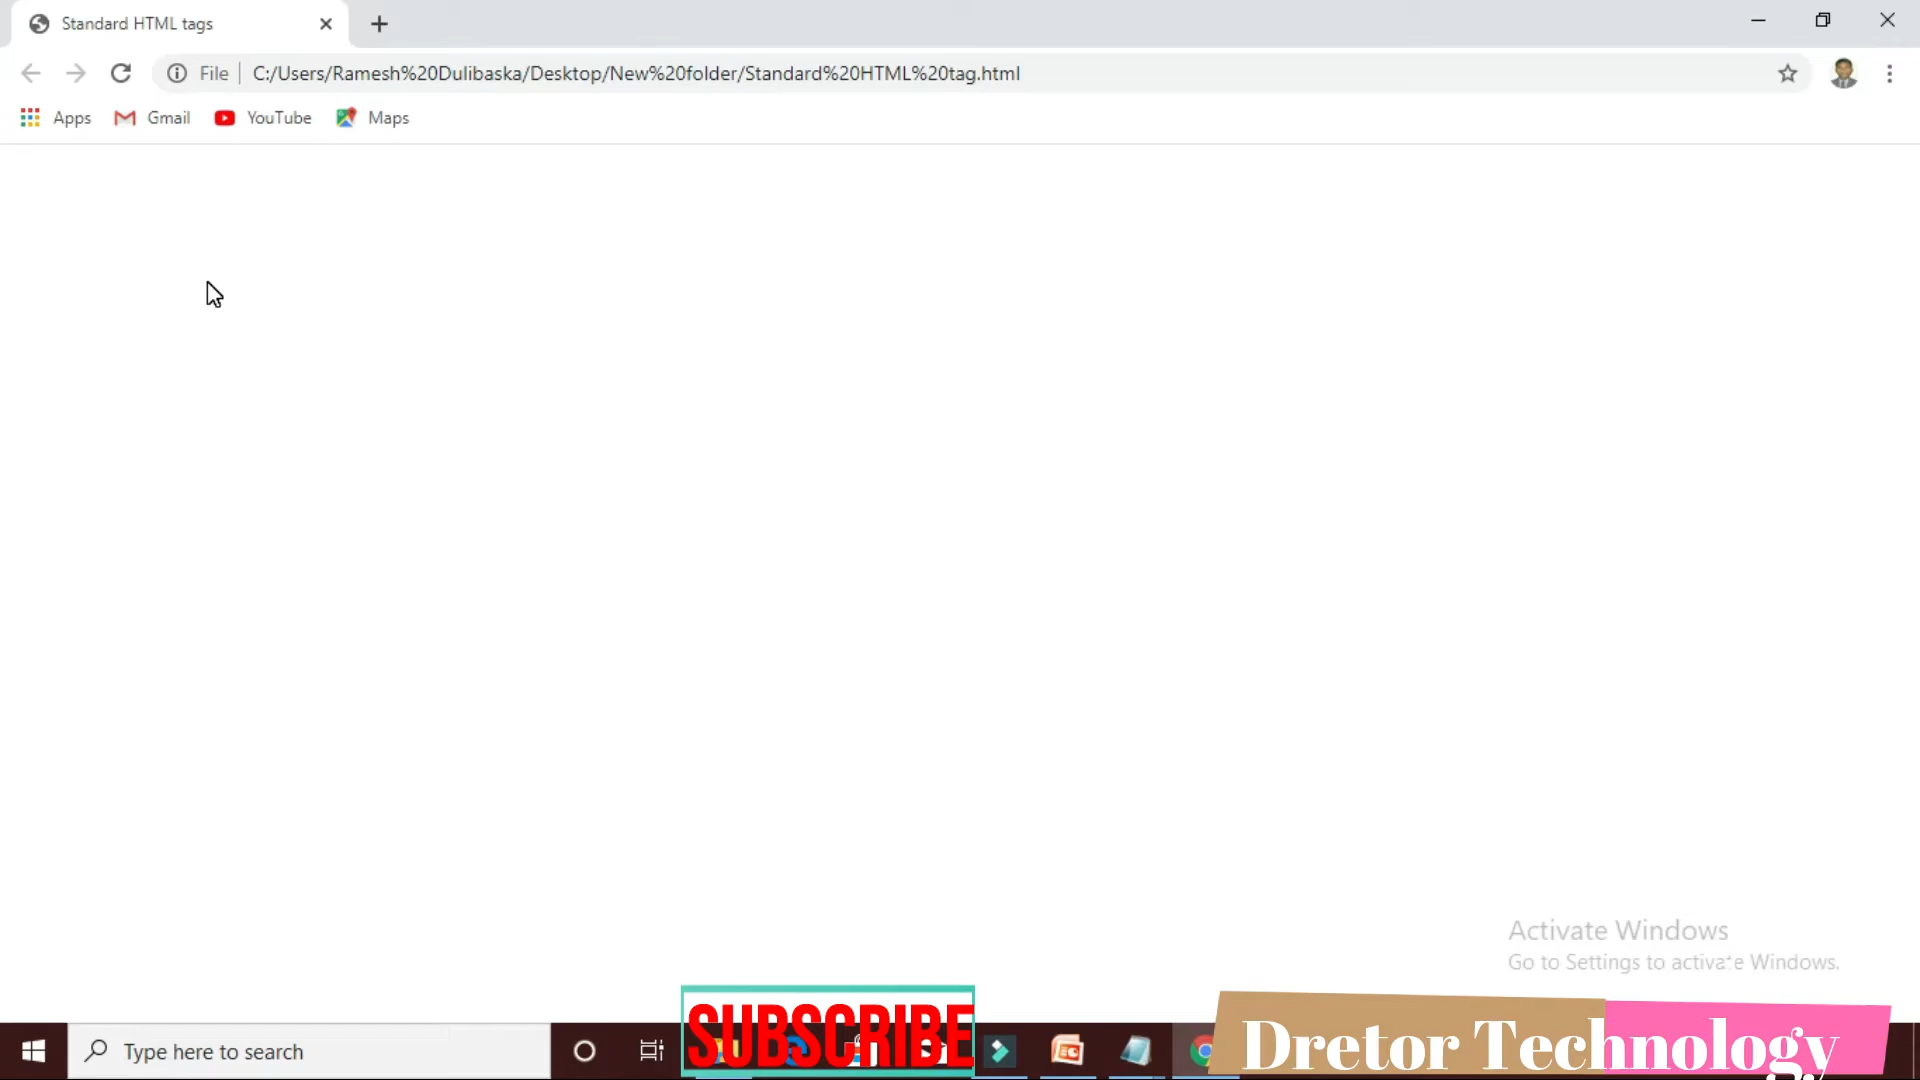 Standard HTML tags
File
C:/Users/Ramesh%20Dulibaska/Desktop/New%20folder/Standard%20HTML%20tag.html
Apps
Gmail
YouTube
Maps
Activate Windows
Go to Settings to activate Windows.
Type here to search
SUBSCRIBE
Dretor Technology